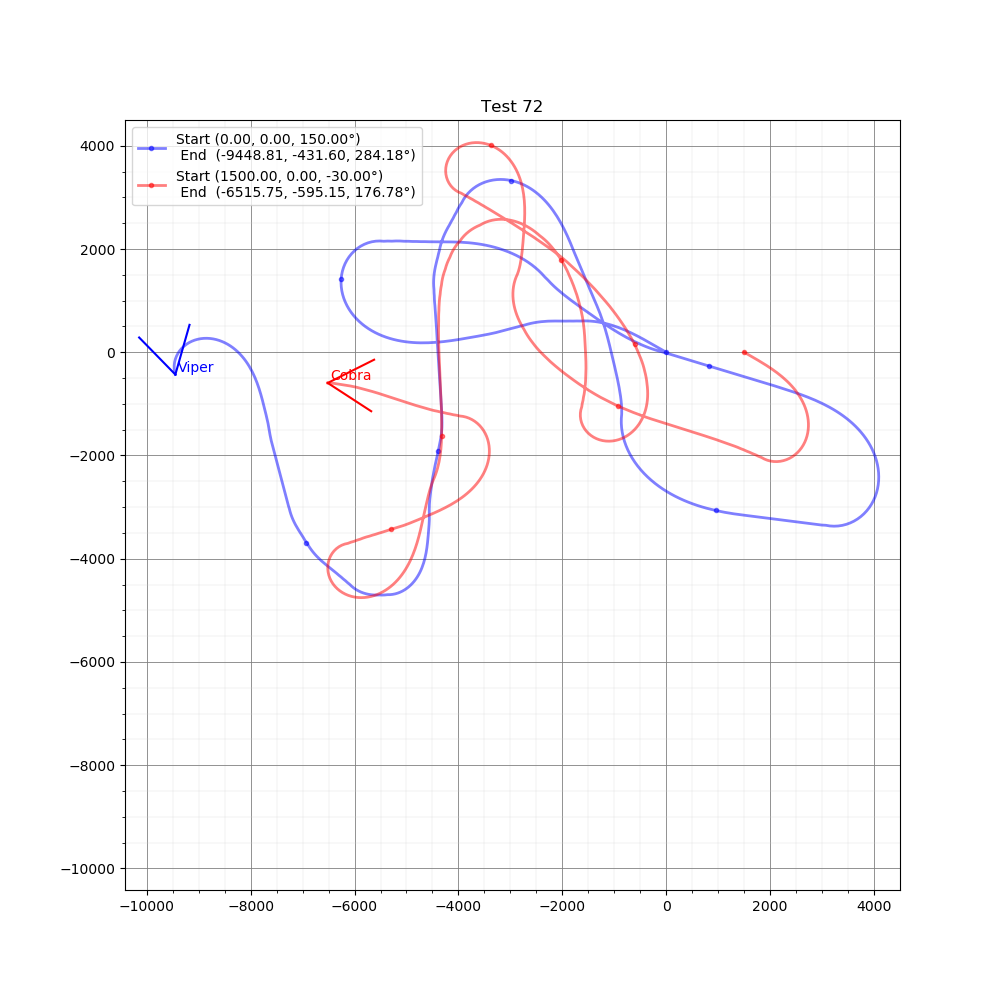 Test 72
Start (0.00, 0.00, 150.00°)
End (-9448.81, -431.60, 284.18°)
Start (1500.00, 0.00, -30.00°)
End (-6515.75, -595.15, 176.78°)
4000
2000
0
−2000
−4000
−6000
−8000
−10000
Viper
Cobra
−10000 −8000 −6000 −4000 −2000 0 2000 4000